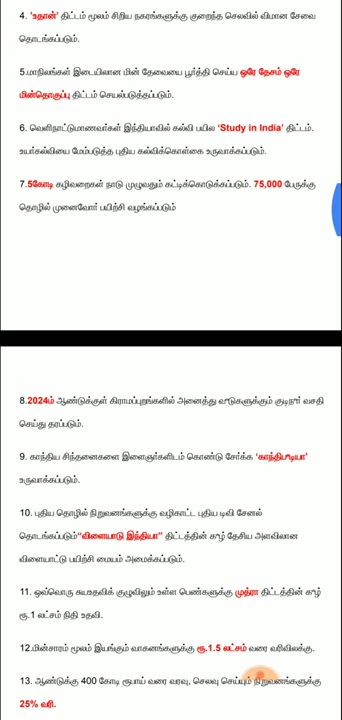 4. 'உதான்' திட்டம் மூலம் சிறிய நகரங்களுக்கு குறைந்த செலவில் விமான சேவை
தொடங்கப்படும்.
5.மாநிலங்கள் இடையிலான மின் தேவையை பூர்த்தி செய்ய ஒரே தேசம் ஒரே
மின்தொகுப்பு திட்டம் செயல்படுத்தப்படும்.
6. வெளிநாட்டுமாணவர்கள் இந்தியாவில் கல்வி பயில 'Study in India' திட்டம்.
உயர்கல்வியை மேம்படுத்த புதிய கல்விக்கொள்கை உருவாக்கப்படும்.
7.5கோடி கழிவறைகள் நாடு முழுவதும் கட்டிக்கொடுக்கப்படும். 75,000 பேருக்கு
தொழில் முனைவோர் பயிற்சி வழங்கப்படும்
8.2024ம் ஆண்டுக்குள் கிராமப்புறங்களில் அனைத்து வீடுகளுக்கும் குடிநீர் வசதி
செய்து தரப்படும்.
9. காந்திய சிந்தனைகளை இளைஞர்களிடம் கொண்டு சேர்க்க 'காந்திபீடியா'
உருவாக்கப்படும்.
10. புதிய தொழில் நிறுவனங்களுக்கு வழிகாட்ட புதிய டிவி சேனல்
தொடங்கப்படும்"விளையாடு இந்தியா" திட்டத்தின் கீழ் தேசிய அளவிலான
விளையாட்டு பயிற்சி மையம் அமைக்கப்படும்.
11. ஒவ்வொரு சுயஉதவிக் குழுவிலும் உள்ள பெண்களுக்கு முத்ரா திட்டத்தின் கீழ்
ரூ.1 லட்சம் நிதி உதவி.
12.மின்சாரம் மூலம் இயங்கும் வாகனங்களுக்கு ரூ.1.5 லட்சம் வரை வரிவிலக்கு.
13. ஆண்டுக்கு 400 கோடி ரூபாய் வரை வரவு, செலவு செய்யும் நிறுவனங்களுக்கு
25% வரி.